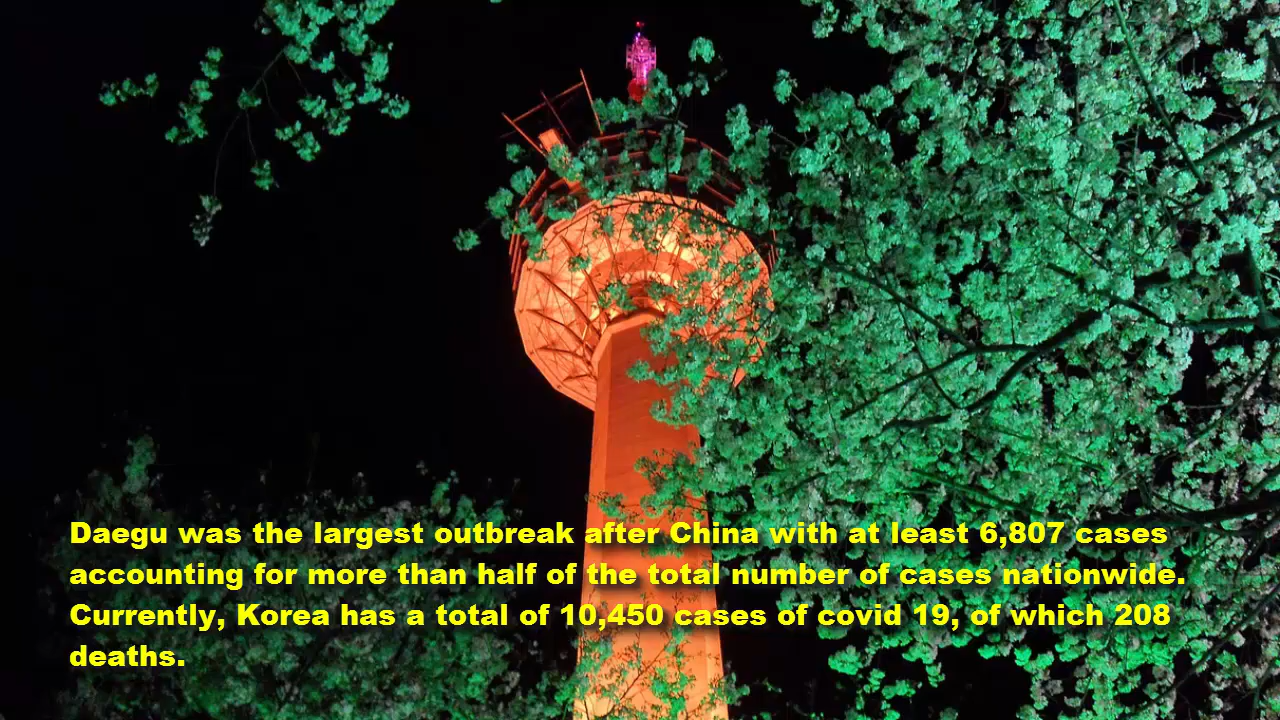 Daegu was the largest outbreak after China with at least 6,807 cases
accounting for more than half of the total number of cases nationwide.
Currently, Korea has a total of 10,450 cases of covid 19, of which 208
deaths.